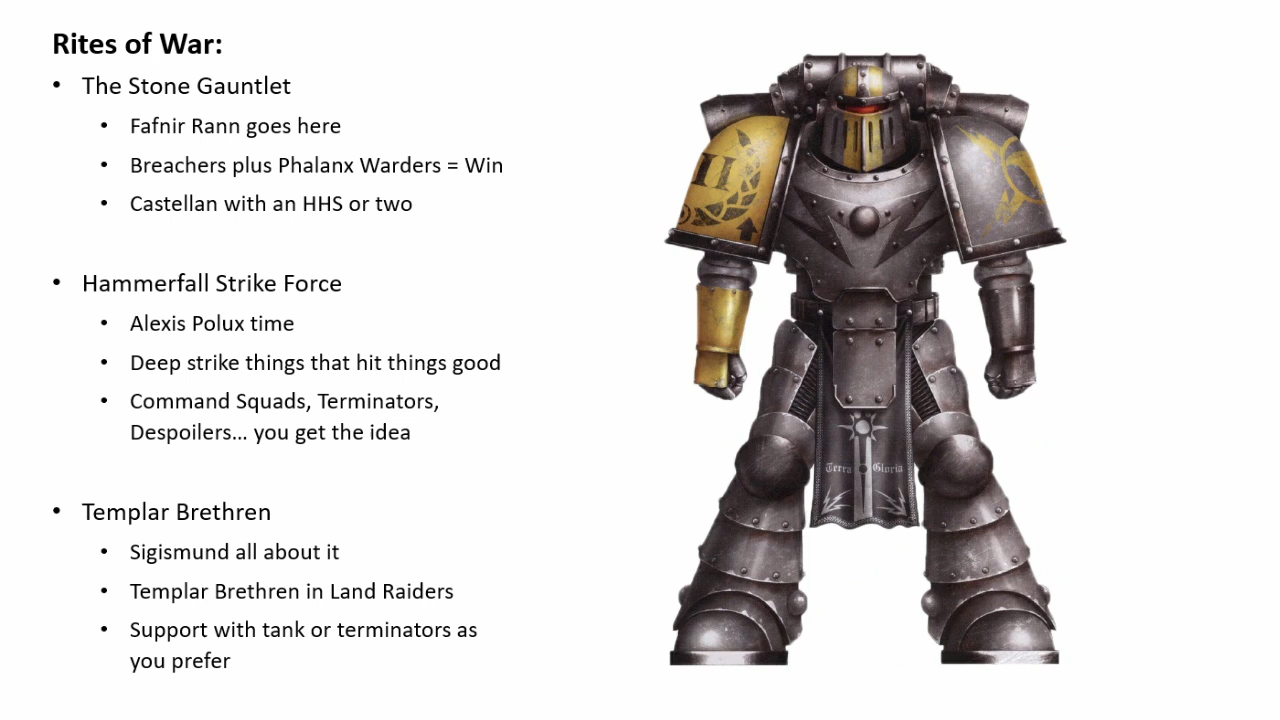 Rites of War:
• The Stone Gauntlet
• Fafnir Rann goes here
• Breachers plus Phalanx Warders = Win
• Castellan with an HHS or two
• Hammerfall Strike Force
• Alexis Polux time
• Deep strike things that hit things good
• Command Squads, Terminators,
Despoilers… you get the idea
• Templar Brethren
• Sigismund all about it
• Templar Brethren in Land Raiders
• Support with tank or terminators as
you prefer
II
Terra Gloria